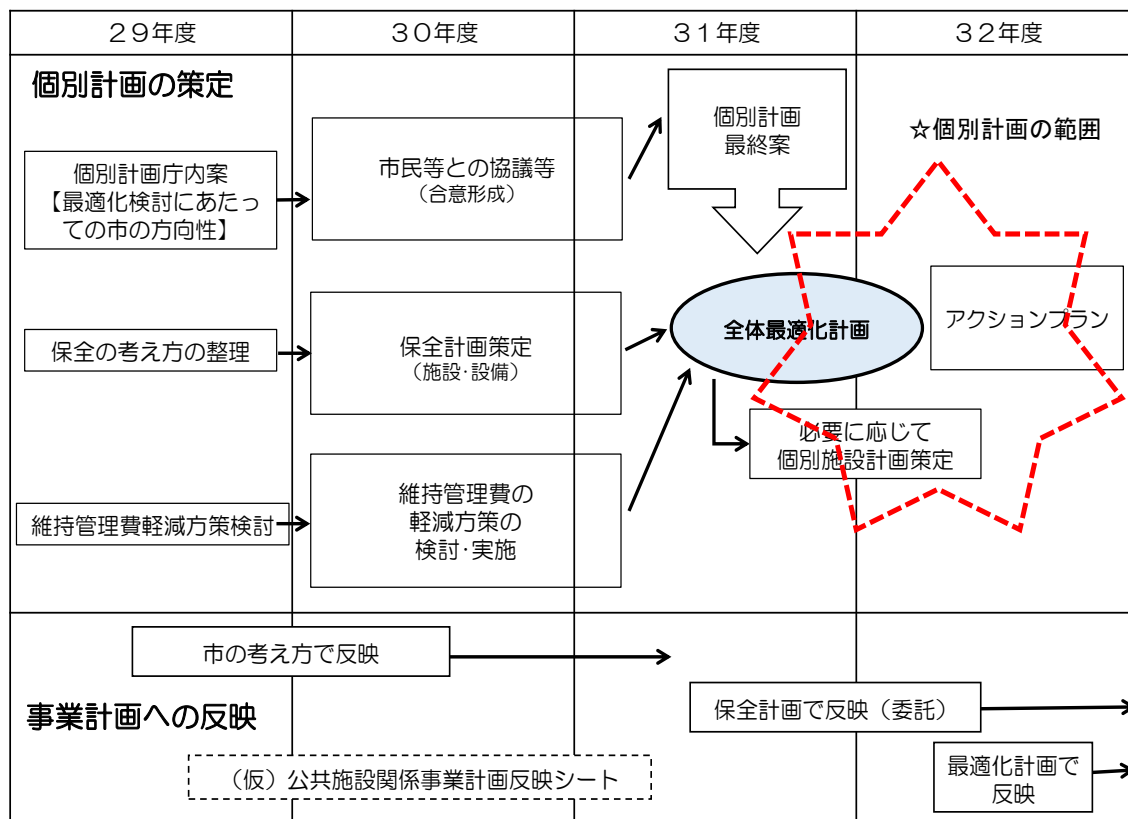 ２９年度
３０年度
３１年度
３２年度
個別計画の策定
個別計画庁内案
【最適化検討にあたっ
ての市の方向性】
市民等との協議等
（合意形成）
個別計画
最終案
☆個別計画の範囲
保全の考え方の整理
保全計画策定
（施設･設備）
全体最適化計画
アクションプラン
必要に応じて
個別施設計画策定
維持管理費軽減方策検討
維持管理費の
軽減方策の
検討･実施
市の考え方で反映
事業計画への反映
保全計画で反映（委託）
（仮）公共施設関係事業計画反映シート
最適化計画で
反映